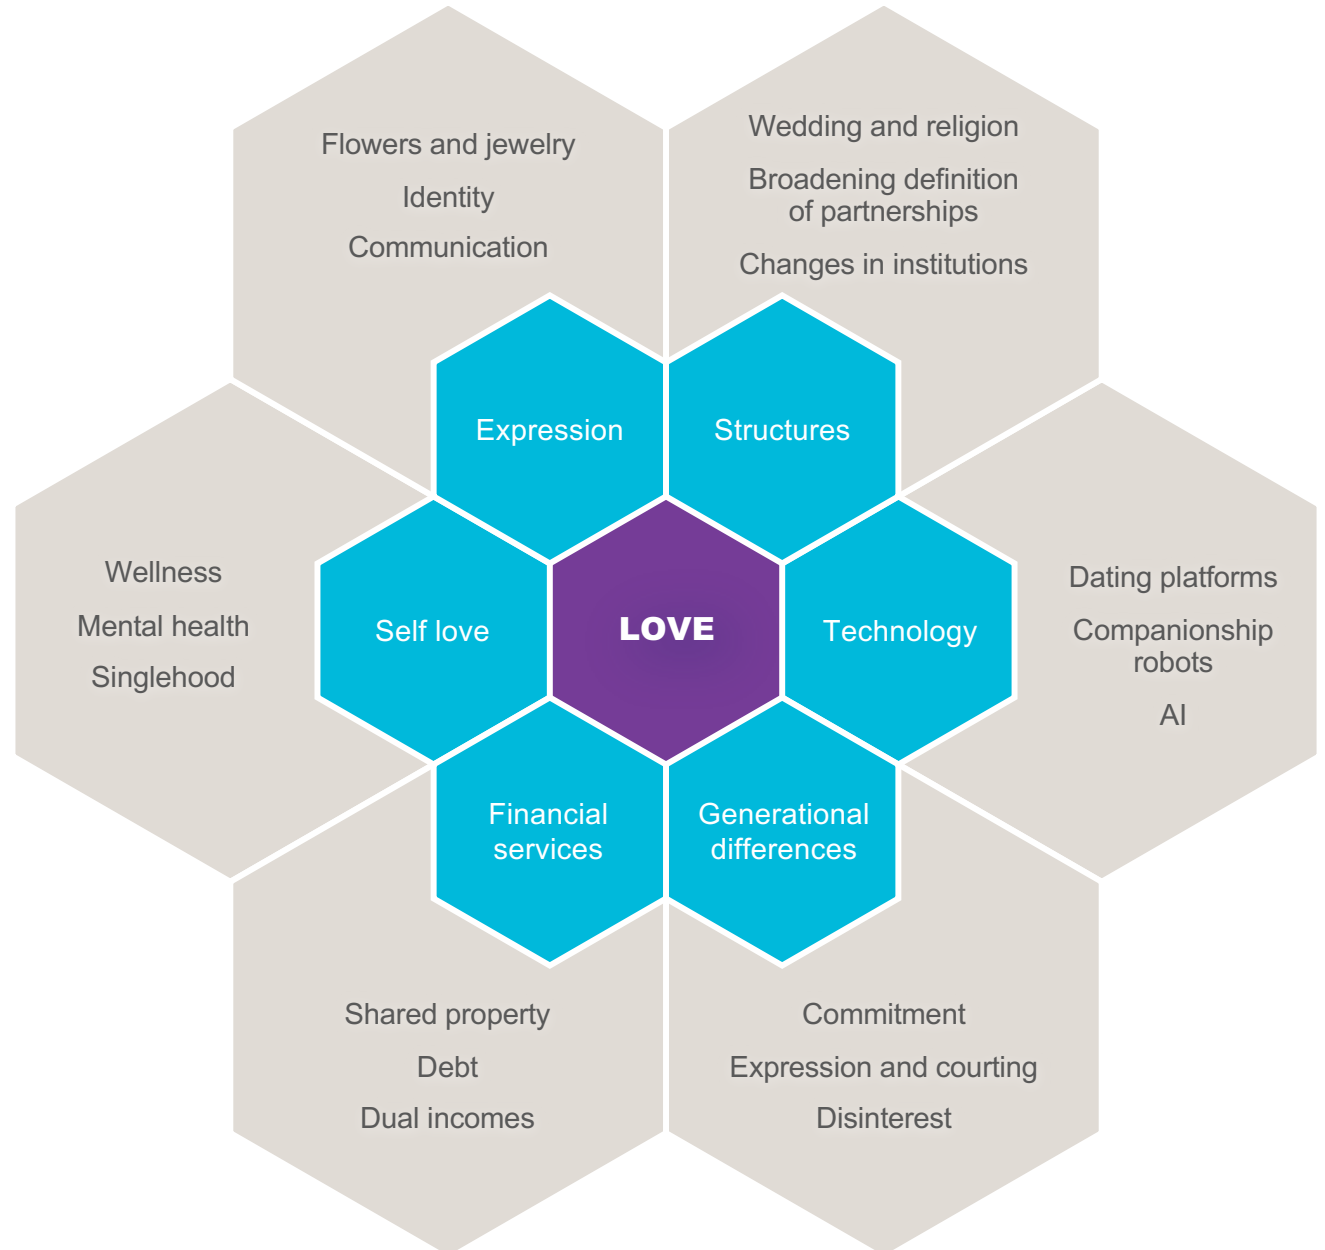 Flowers and jewelry
Identity
Communication
Wedding and religion
Broadening definition
of partnerships
Changes in institutions
Expression
Structures
Wellness
Mental health
Singlehood
Self love
LOVE
Technology
Dating platforms
Companionship
robots
AI
Financial
services
Generational
differences
Shared property
Debt
Dual incomes
Commitment
Expression and courting
Disinterest